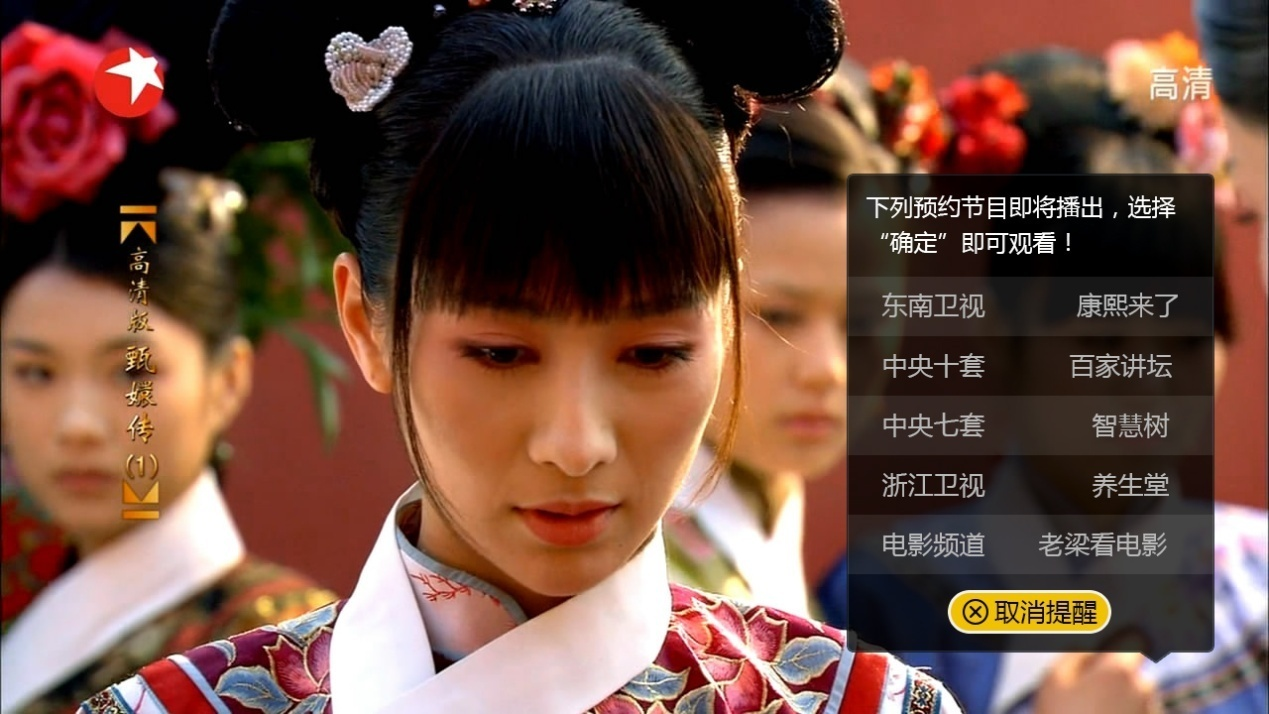 高清
高清版甄嬛传(1)
下列预约节目即将播出，选择
“确定”即可观看！
东南卫视 康熙来了
中央十套 百家讲坛
中央七套 智慧树
浙江卫视 养生堂
电影频道 老梁看电影
取消提醒